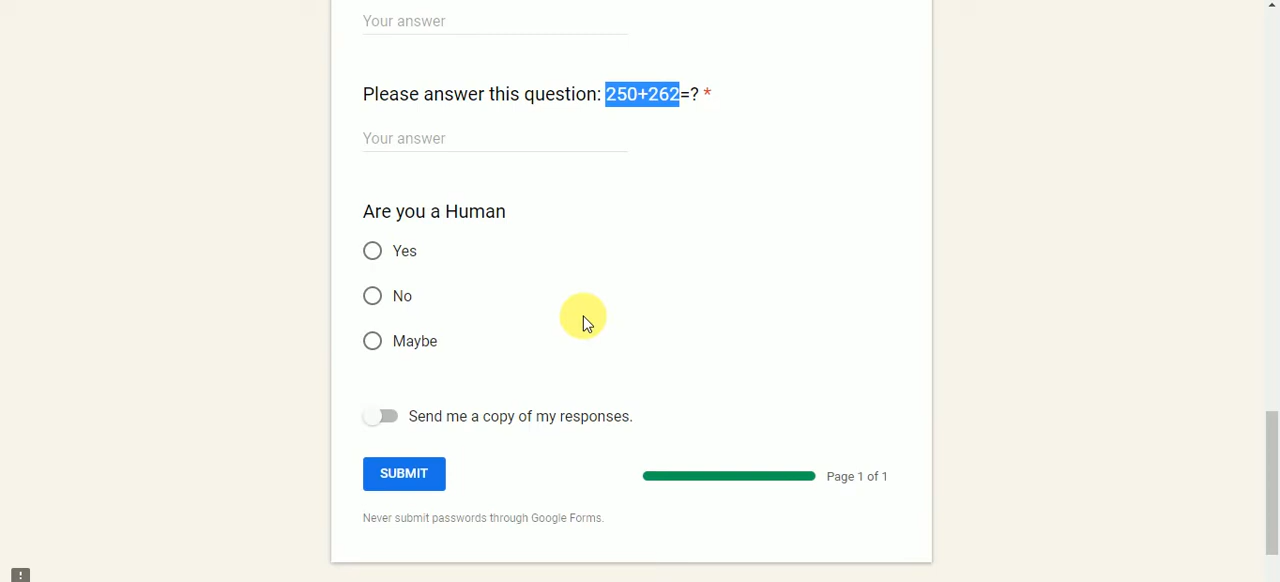 Your answer
Please answer this question: 250+262=? *
Your answer
Are you a Human
Yes
No
Maybe
Send me a copy of my responses.
SUBMIT
Page 1 of 1
Never submit passwords through Google Forms.
!